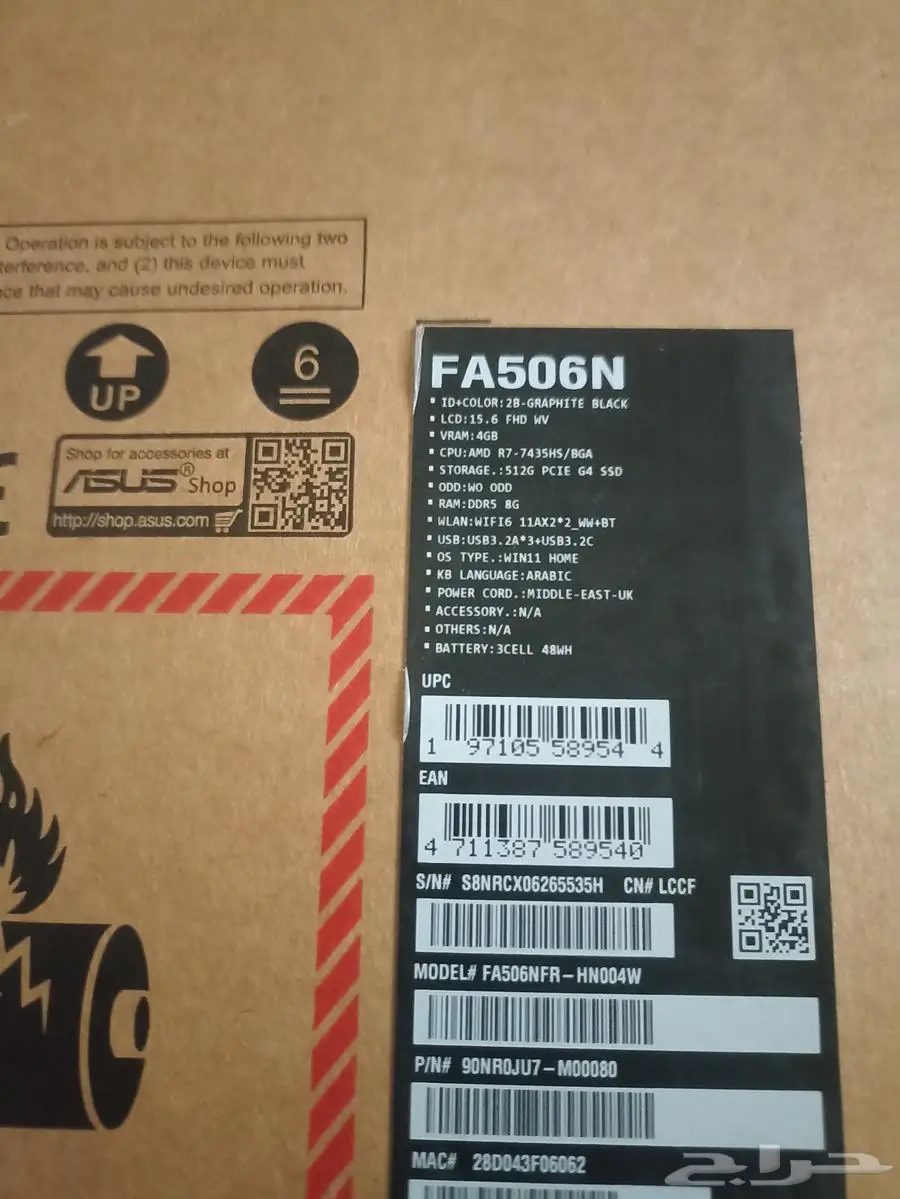 Operation is subject to the following two
terference, and (2) this device must
ce that may cause undesired operation.
UP
6
Shop for accessories at
ASUS® Shop
http://shop.asus.com
FA506N
ID+COLOR:2B-GRAPHITE BLACK
LCD:15.6 FHD WV
VRAM:4GB
CPU:AMD R7-7435HS/BGA
STORAGE.:512G PCIE G4 SSD
ODD:WO ODD
RAM:DDR5 8G
WLAN:WIFI6 11AX2*2_WW+BT
USB:USB3.2A*3+USB3.2C
OS TYPE.:WIN11 HOME
KB LANGUAGE:ARABIC
POWER CORD.:MIDDLE-EAST-UK
ACCESSORY.:N/A
OTHERS:N/A
BATTERY:3CELL 48WH
UPC
1 97105 58954 4
EAN
4 711387 589540
S/N# S8NRCX06265535H CN# LCCF
MODEL# FA506NFR-HN004W
P/N# 90NR0JU7-M00080
MAC# 28D043F06062
حراج